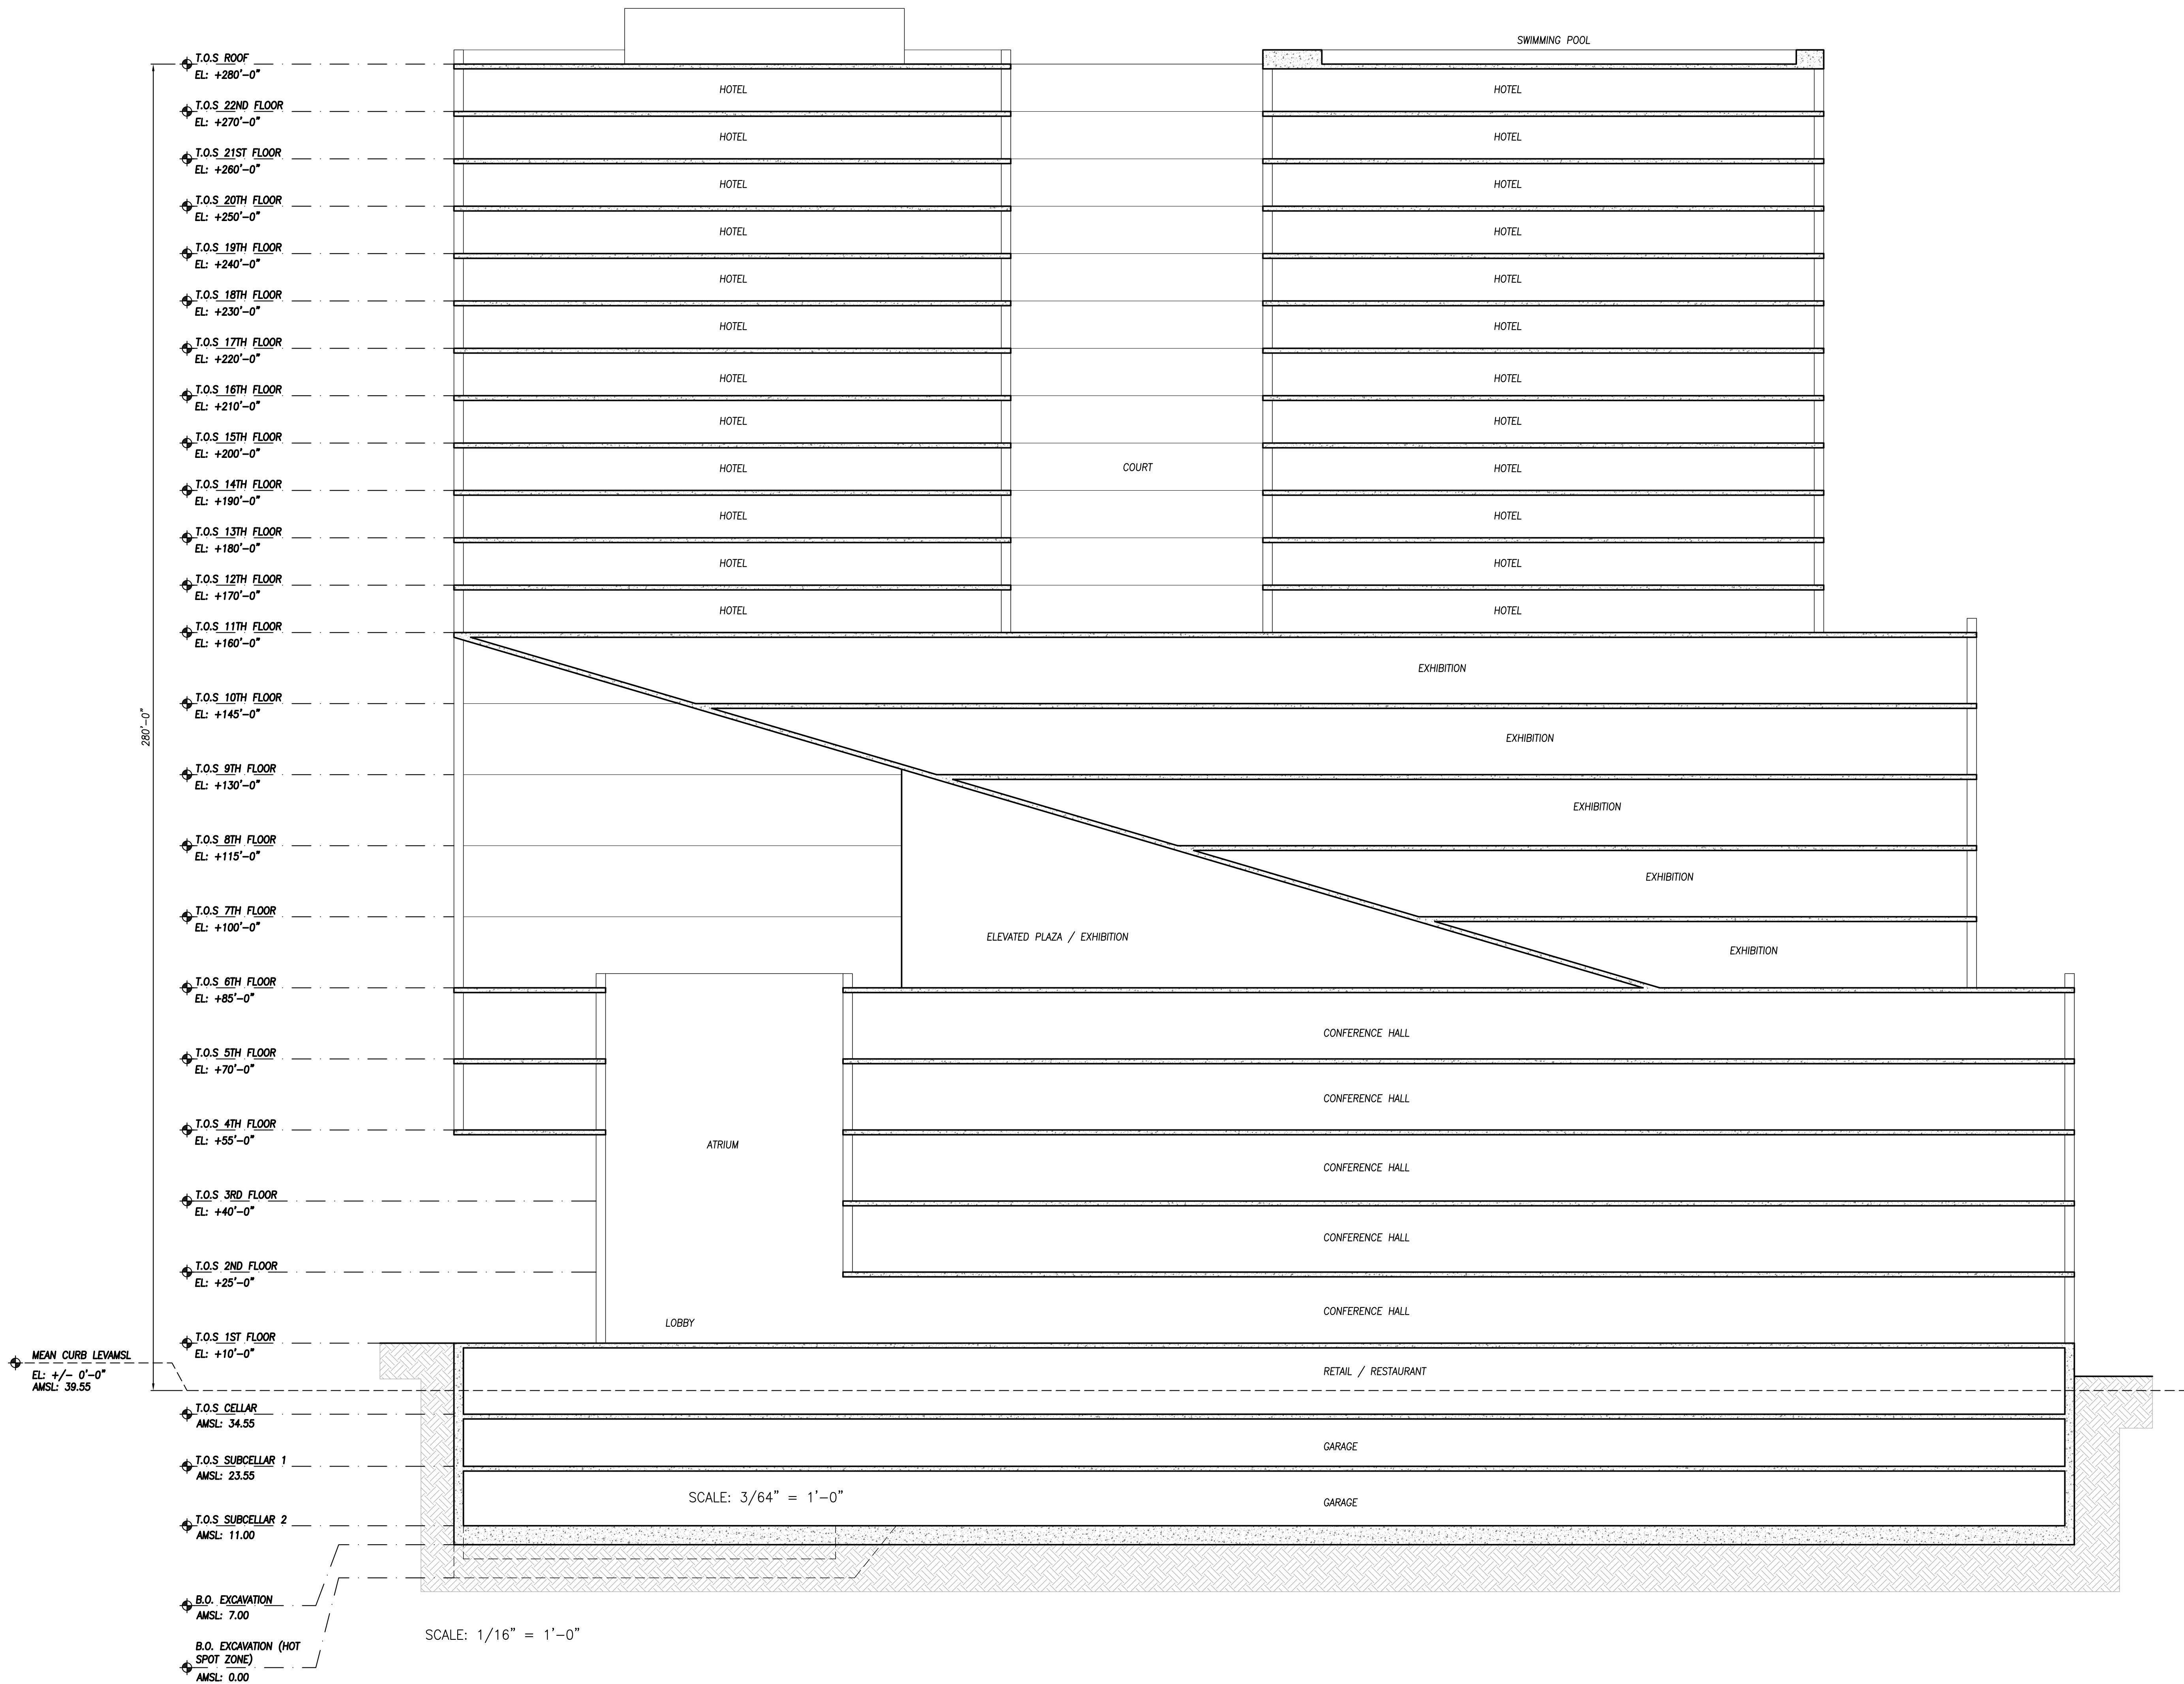 SWIMMING POOL
T.O.S ROOF
EL: +280'-0"
HOTEL HOTEL
T.O.S 22ND FLOOR
EL: +270'-0"
HOTEL HOTEL
T.O.S 21ST FLOOR
EL: +260'-0"
HOTEL HOTEL
T.O.S 20TH FLOOR
EL: +250'-0"
HOTEL HOTEL
T.O.S 19TH FLOOR
EL: +240'-0"
HOTEL HOTEL
T.O.S 18TH FLOOR
EL: +230'-0"
HOTEL HOTEL
T.O.S 17TH FLOOR
EL: +220'-0"
HOTEL HOTEL
T.O.S 16TH FLOOR
EL: +210'-0"
HOTEL HOTEL
T.O.S 15TH FLOOR
EL: +200'-0"
HOTEL COURT HOTEL
T.O.S 14TH FLOOR
EL: +190'-0"
HOTEL HOTEL
T.O.S 13TH FLOOR
EL: +180'-0"
HOTEL HOTEL
T.O.S 12TH FLOOR
EL: +170'-0"
HOTEL HOTEL
T.O.S 11TH FLOOR
EL: +160'-0"
EXHIBITION
T.O.S 10TH FLOOR
EL: +145'-0"
280'-0"
EXHIBITION
T.O.S 9TH FLOOR
EL: +130'-0"
EXHIBITION
T.O.S 8TH FLOOR
EL: +115'-0"
EXHIBITION
T.O.S 7TH FLOOR
EL: +100'-0"
ELEVATED PLAZA / EXHIBITION
EXHIBITION
T.O.S 6TH FLOOR
EL: +85'-0"
CONFERENCE HALL
T.O.S 5TH FLOOR
EL: +70'-0"
CONFERENCE HALL
T.O.S 4TH FLOOR
EL: +55'-0"
ATRIUM
CONFERENCE HALL
T.O.S 3RD FLOOR
EL: +40'-0"
CONFERENCE HALL
T.O.S 2ND FLOOR
EL: +25'-0"
CONFERENCE HALL
LOBBY
T.O.S 1ST FLOOR
EL: +10'-0"
MEAN CURB LEVAMSL
EL: +/- 0'-0"
AMSL: 39.55
RETAIL / RESTAURANT
T.O.S CELLAR
AMSL: 34.55
GARAGE
T.O.S SUBCELLAR 1
AMSL: 23.55
SCALE: 3/64" = 1'-0"
GARAGE
T.O.S SUBCELLAR 2
AMSL: 11.00
B.O. EXCAVATION
AMSL: 7.00
SCALE: 1/16" = 1'-0"
B.O. EXCAVATION (HOT
SPOT ZONE)
AMSL: 0.00